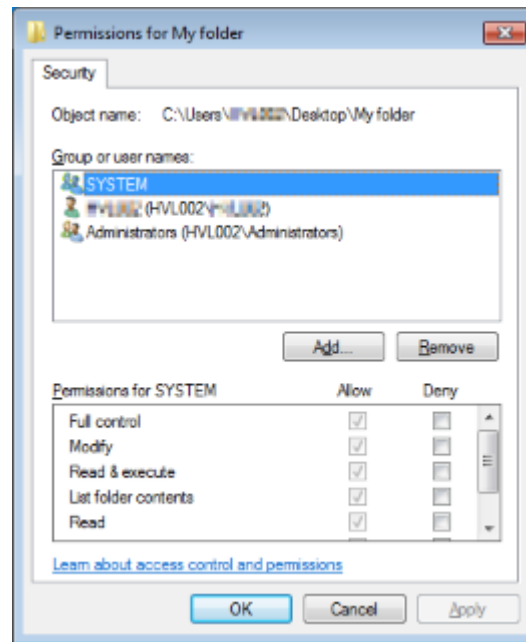 Permissions for My folder
Security
Object name: C:\Users\ \Desktop\My folder
Group or user names:
SYSTEM
(HVL002\
Administrators (HVL002\Administrators)
Add...
Remove
Permissions for SYSTEM Allow Deny
Full control
Modify
Read & execute
List folder contents
Read
Learn about access control and permissions
OK
Cancel
Apply